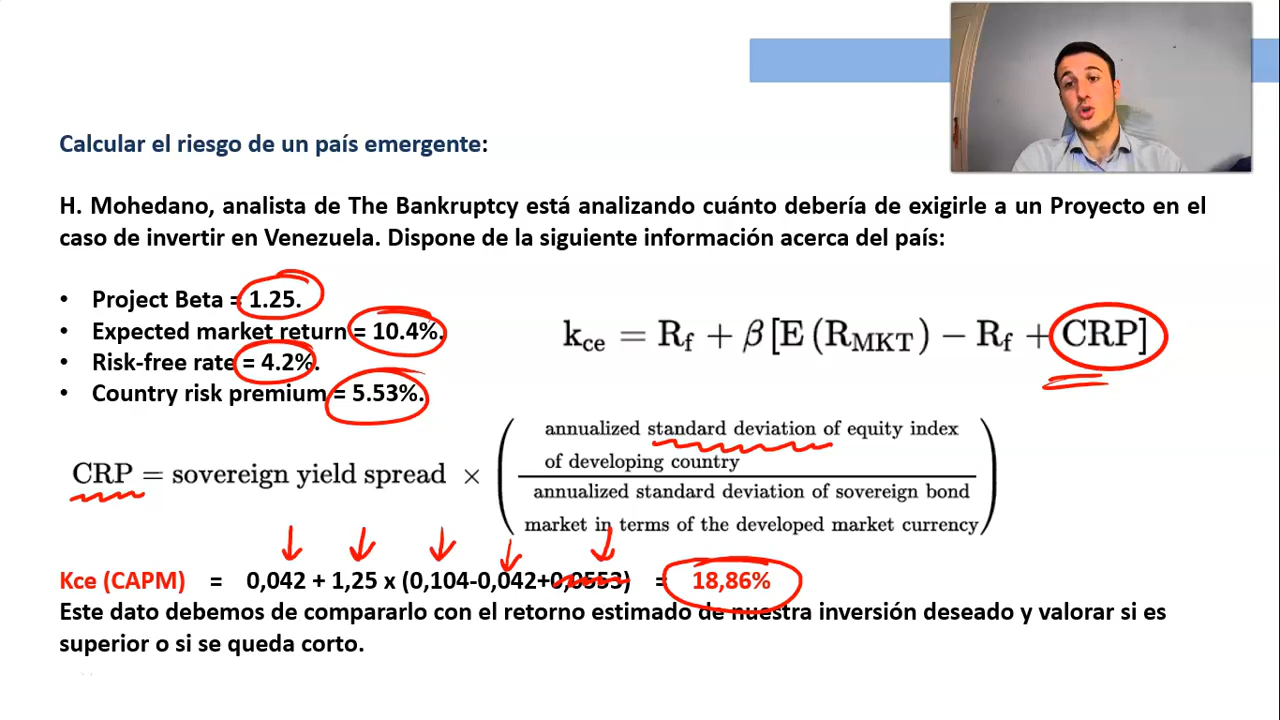 Calcular el riesgo de un país emergente:
H. Mohedano, analista de The Bankruptcy está analizando cuánto debería de exigirle a un Proyecto en el
caso de invertir en Venezuela. Dispone de la siguiente información acerca del país:
• Project Beta = 1.25.
• Expected market return = 10.4%.
• Risk-free rate = 4.2%.
• Country risk premium = 5.53%.
k_ce = R_f + β[E(R_MKT) − R_f + CRP]
CRP = sovereign yield spread × (
annualized standard deviation of equity index
of developing country
annualized standard deviation of sovereign bond
market in terms of the developed market currency
)
Kce (CAPM) = 0,042 + 1,25 x (0,104-0,042+0,0553) = 18,86%
Este dato debemos de compararlo con el retorno estimado de nuestra inversión deseado y valorar si es
superior o si se queda corto.